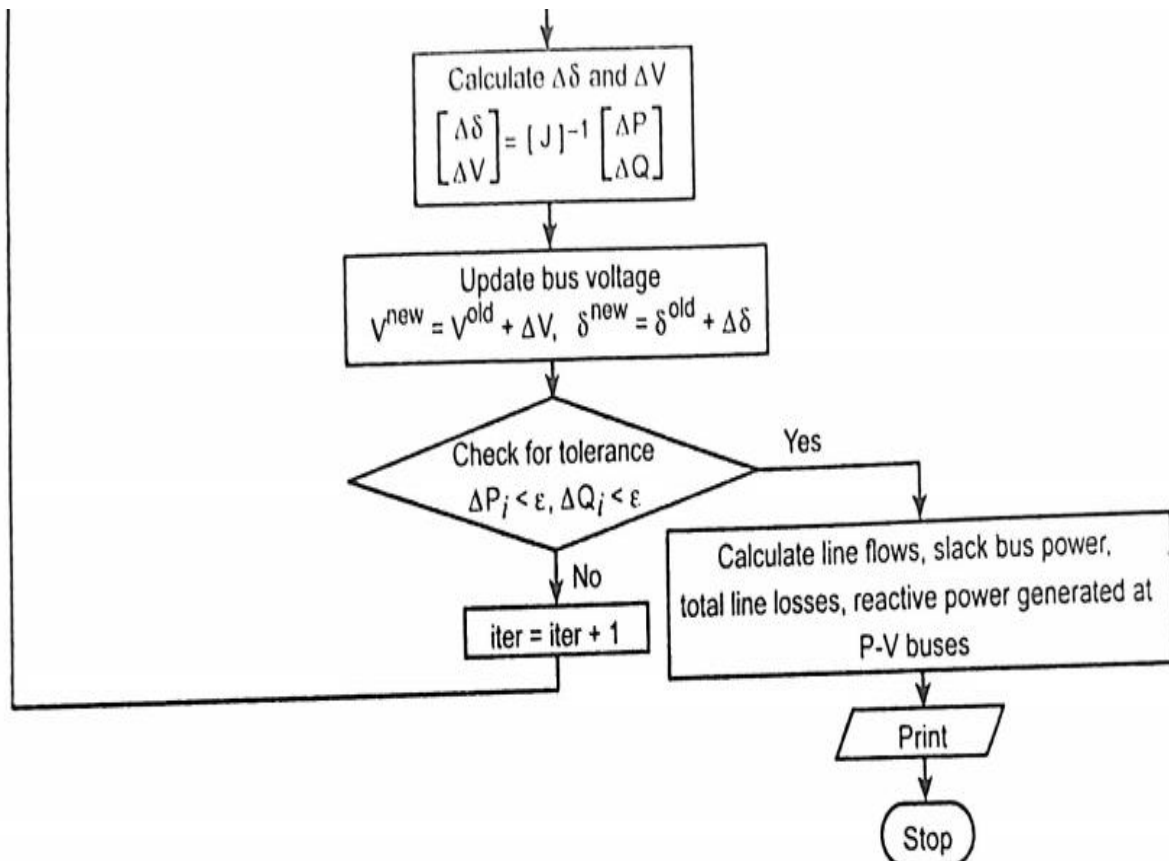 Calculate Δδ and ΔV
[Δδ ΔV] = [J]⁻¹ [ΔP ΔQ]
Update bus voltage
V^new = V^old + ΔV, δ^new = δ^old + Δδ
Check for tolerance
ΔP_i < ε, ΔQ_i < ε
Yes
No
iter = iter + 1
Calculate line flows, slack bus power,
total line losses, reactive power generated at
P-V buses
Print
Stop